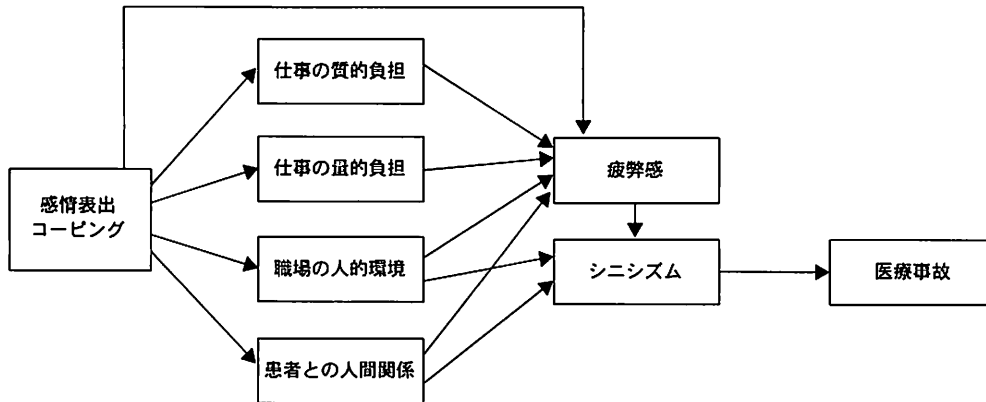 仕事の質的負担
仕事の量的負担
疲弊感
感情表出
コーピング
職場の人的環境
シニシズム
医療事故
患者との人間関係